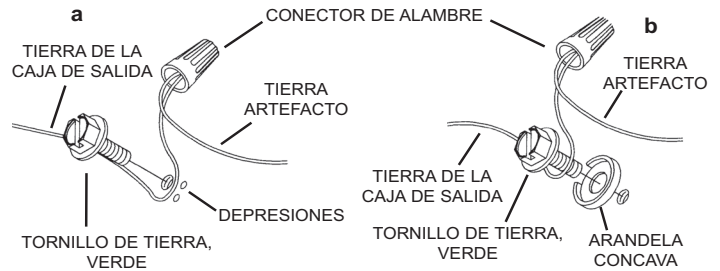 a
CONECTOR DE ALAMBRE
b
TIERRA DE LA
CAJA DE SALIDA
TIERRA
ARTEFACTO
DEPRESIONES
TORNILLO DE TIERRA,
VERDE
TIERRA
ARTEFACTO
TIERRA DE LA
CAJA DE SALIDA
TORNILLO DE TIERRA,
VERDE
ARANDELA
CONCAVA